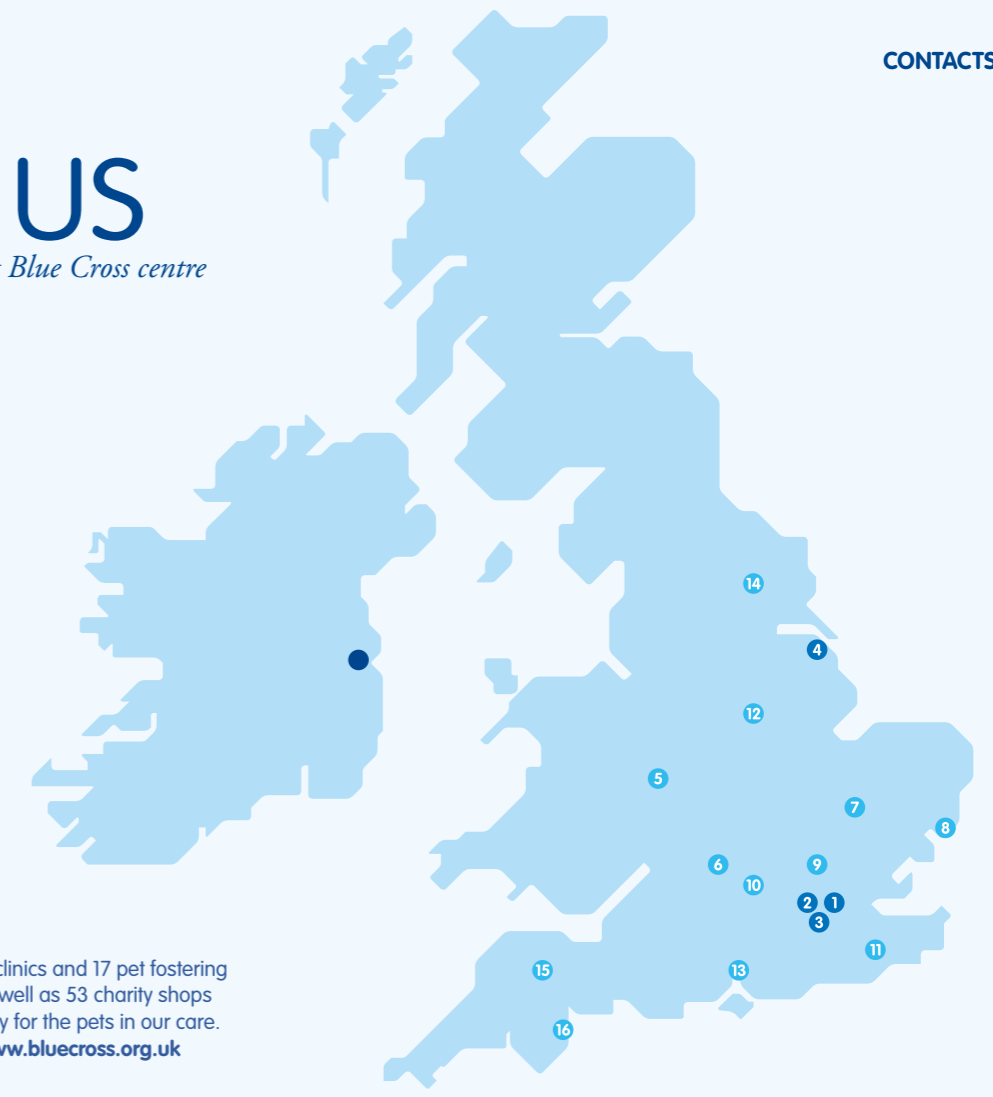 CONTACTS
US
Blue Cross centre
14
4
12
5
7
8
6
9
10
2
1
3
11
15
13
16
clinics and 17 pet fostering
well as 53 charity shops
for the pets in our care.
www.bluecross.org.uk